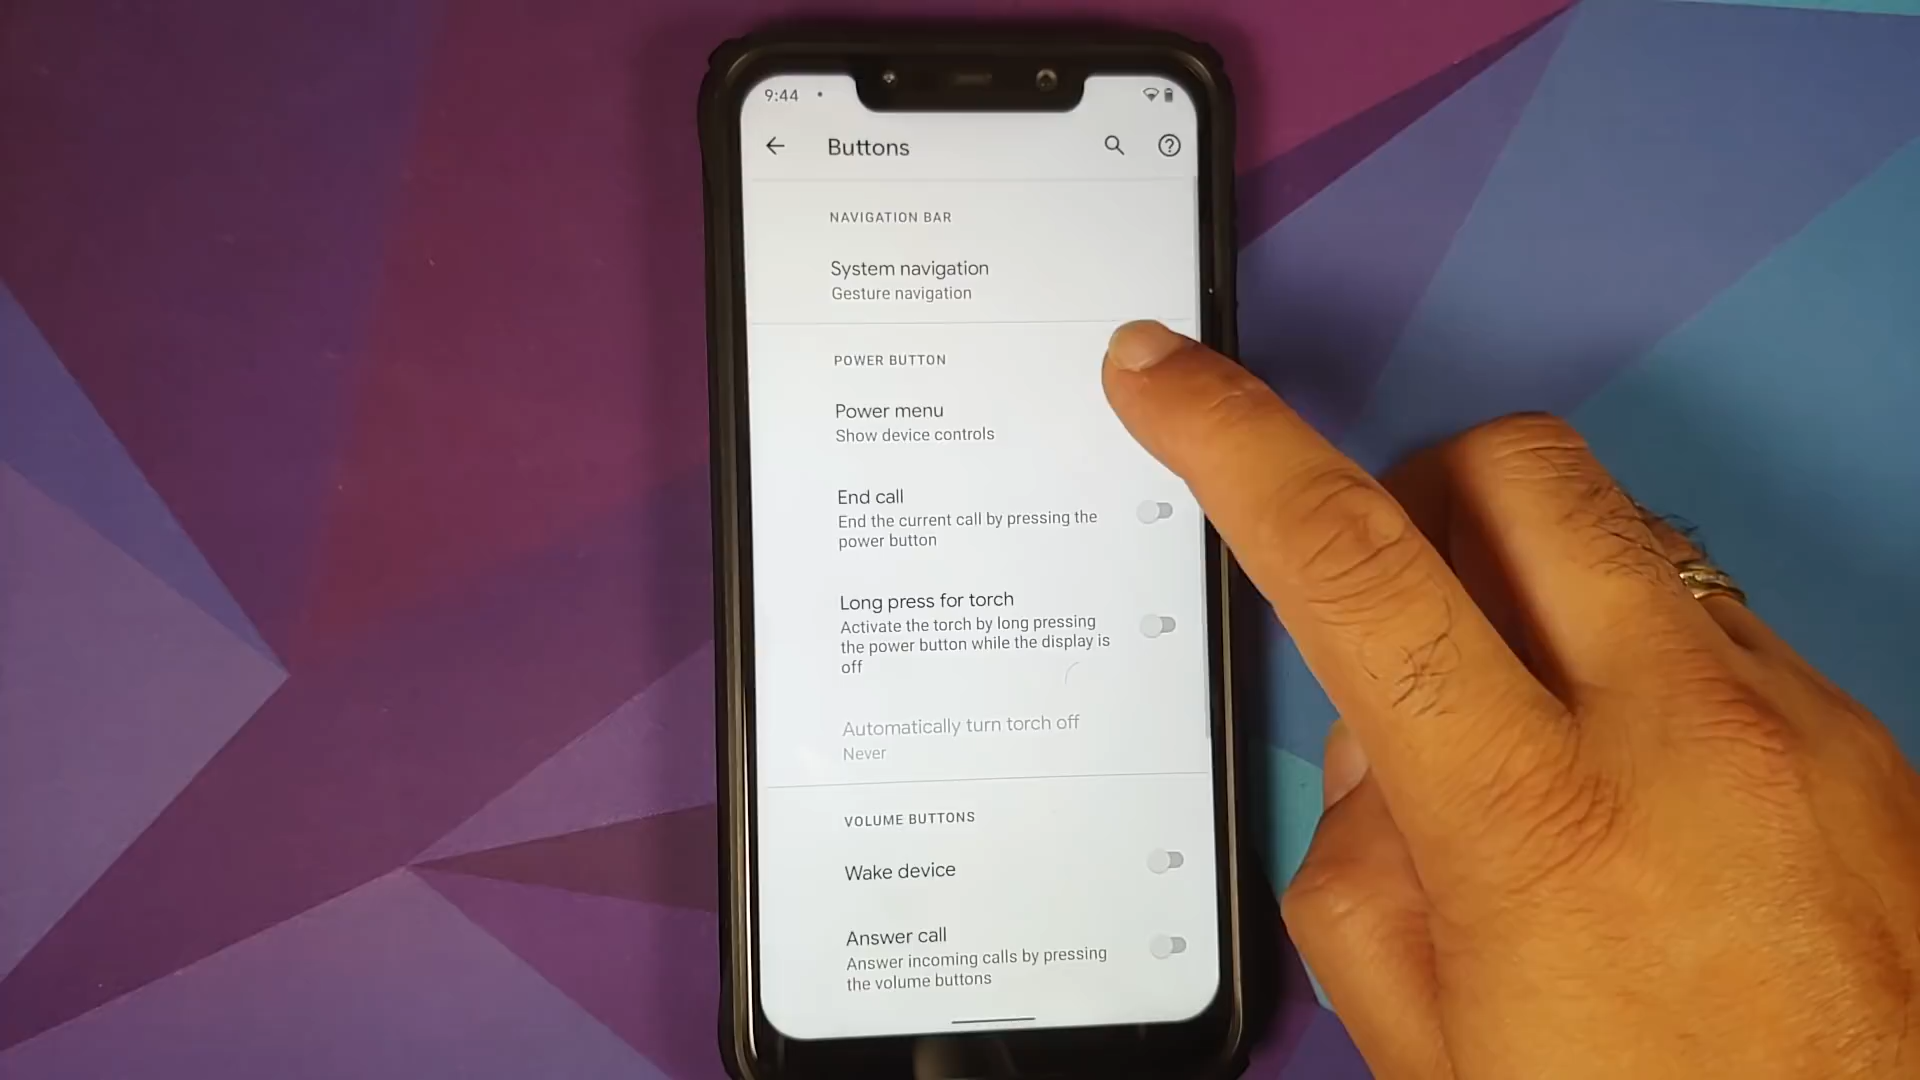 9:44
Buttons
NAVIGATION BAR
System navigation
Gesture navigation
POWER BUTTON
Power menu
Show device controls
End call
End the current call by pressing the
power button
Long press for torch
Activate the torch by long pressing
the power button while the display is
off
Automatically turn torch off
Never
VOLUME BUTTONS
Wake device
Answer call
Answer incoming calls by pressing
the volume buttons